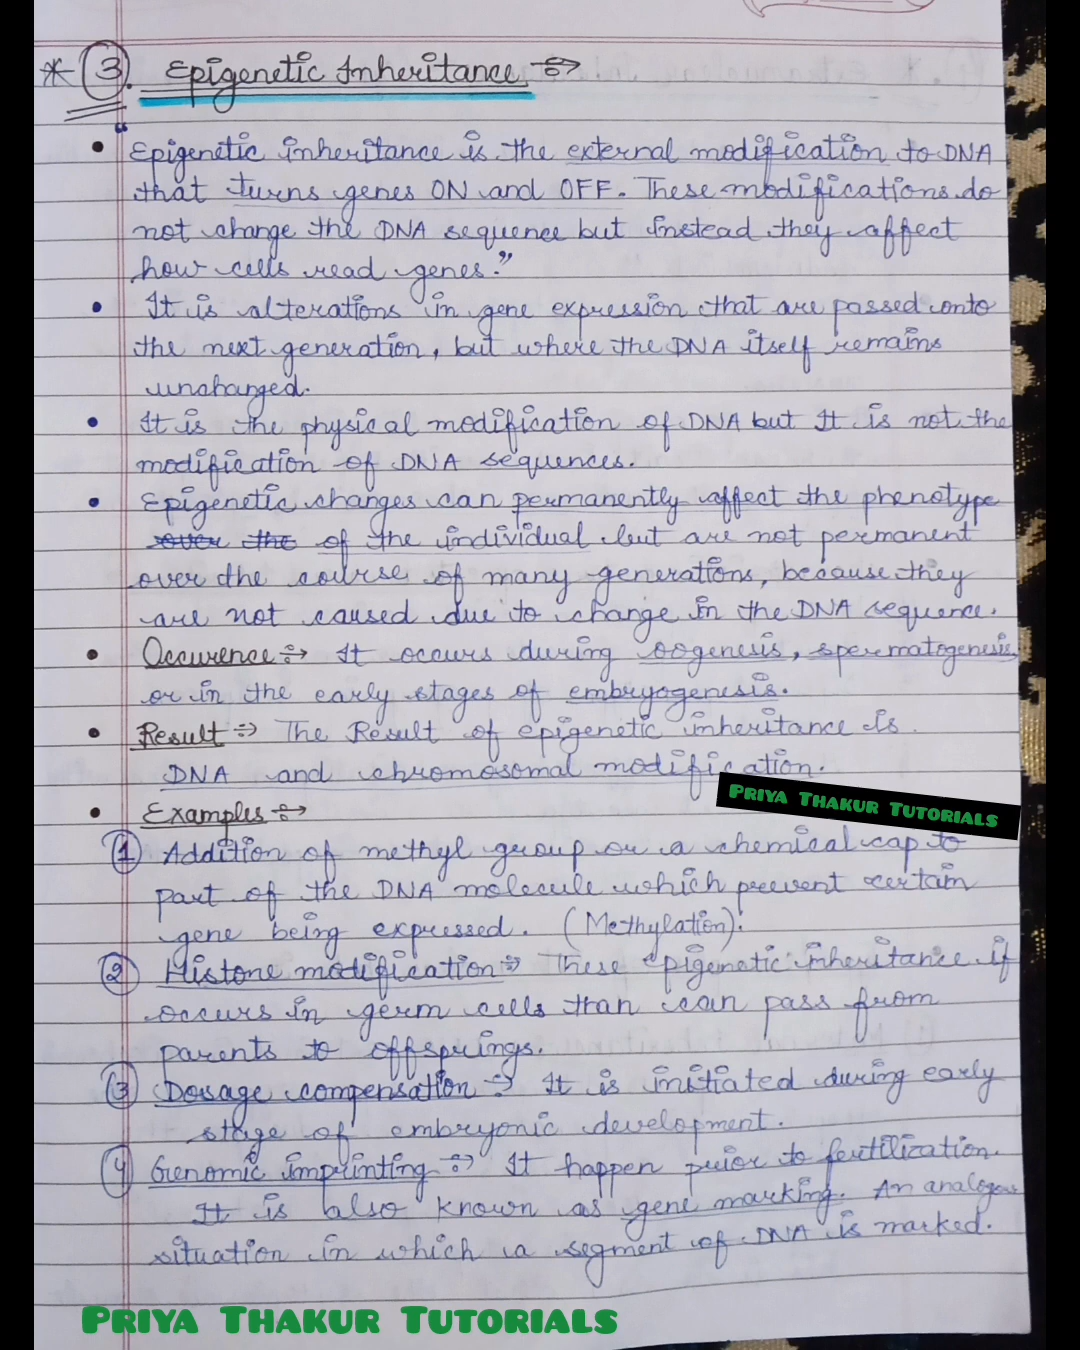 * 3. Epigenetic Inheritance ⇒
• "Epigenetic inheritance is the external modification to DNA
that turns genes ON and OFF. These modifications do
not change the DNA sequence but instead they affect
how cells read genes."
• It is alterations in gene expression that are passed onto
the next generation, but where the DNA itself remains
unchanged.
• It is the physical modification of DNA but It is not the
modification of DNA sequences.
• Epigenetic changes can permanently affect the phenotype
over the of the individual but are not permanent
over the course of many generations, because they
are not caused due to change in the DNA sequence.
• Occurence ⇒ It occurs during oogenesis, spermatogenesis,
or in the early stages of embryogenesis.
• Result ⇒ The Result of epigenetic inheritance is
DNA and chromosomal modification.
PRIYA THAKUR TUTORIALS
• Examples ⇒
1 Addition of methyl group or a chemical cap to
part of the DNA molecule which prevent certain
gene being expressed. (Methylation).
2 Histone modification ⇒ These epigenetic inheritance if
occurs in germ cells than can pass from
parents to offsprings.
3 Dosage compensation ⇒ It is initiated during early
stage of embryonic development.
4 Genomic imprinting ⇒ It happen prior to fertilization.
It is also known as gene marking. An analogous
situation in which a segment of DNA is marked.
PRIYA THAKUR TUTORIALS